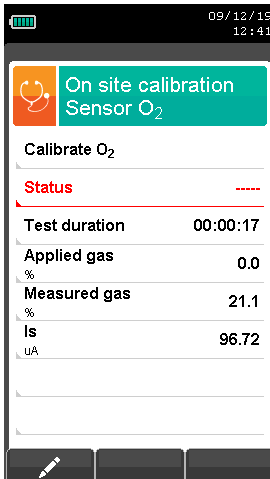 09/12/19
12:41
On site calibration
Sensor O₂
Calibrate O₂
Status -----
Test duration 00:00:17
Applied gas 0.0
%
Measured gas 21.1
%
Is 96.72
uA